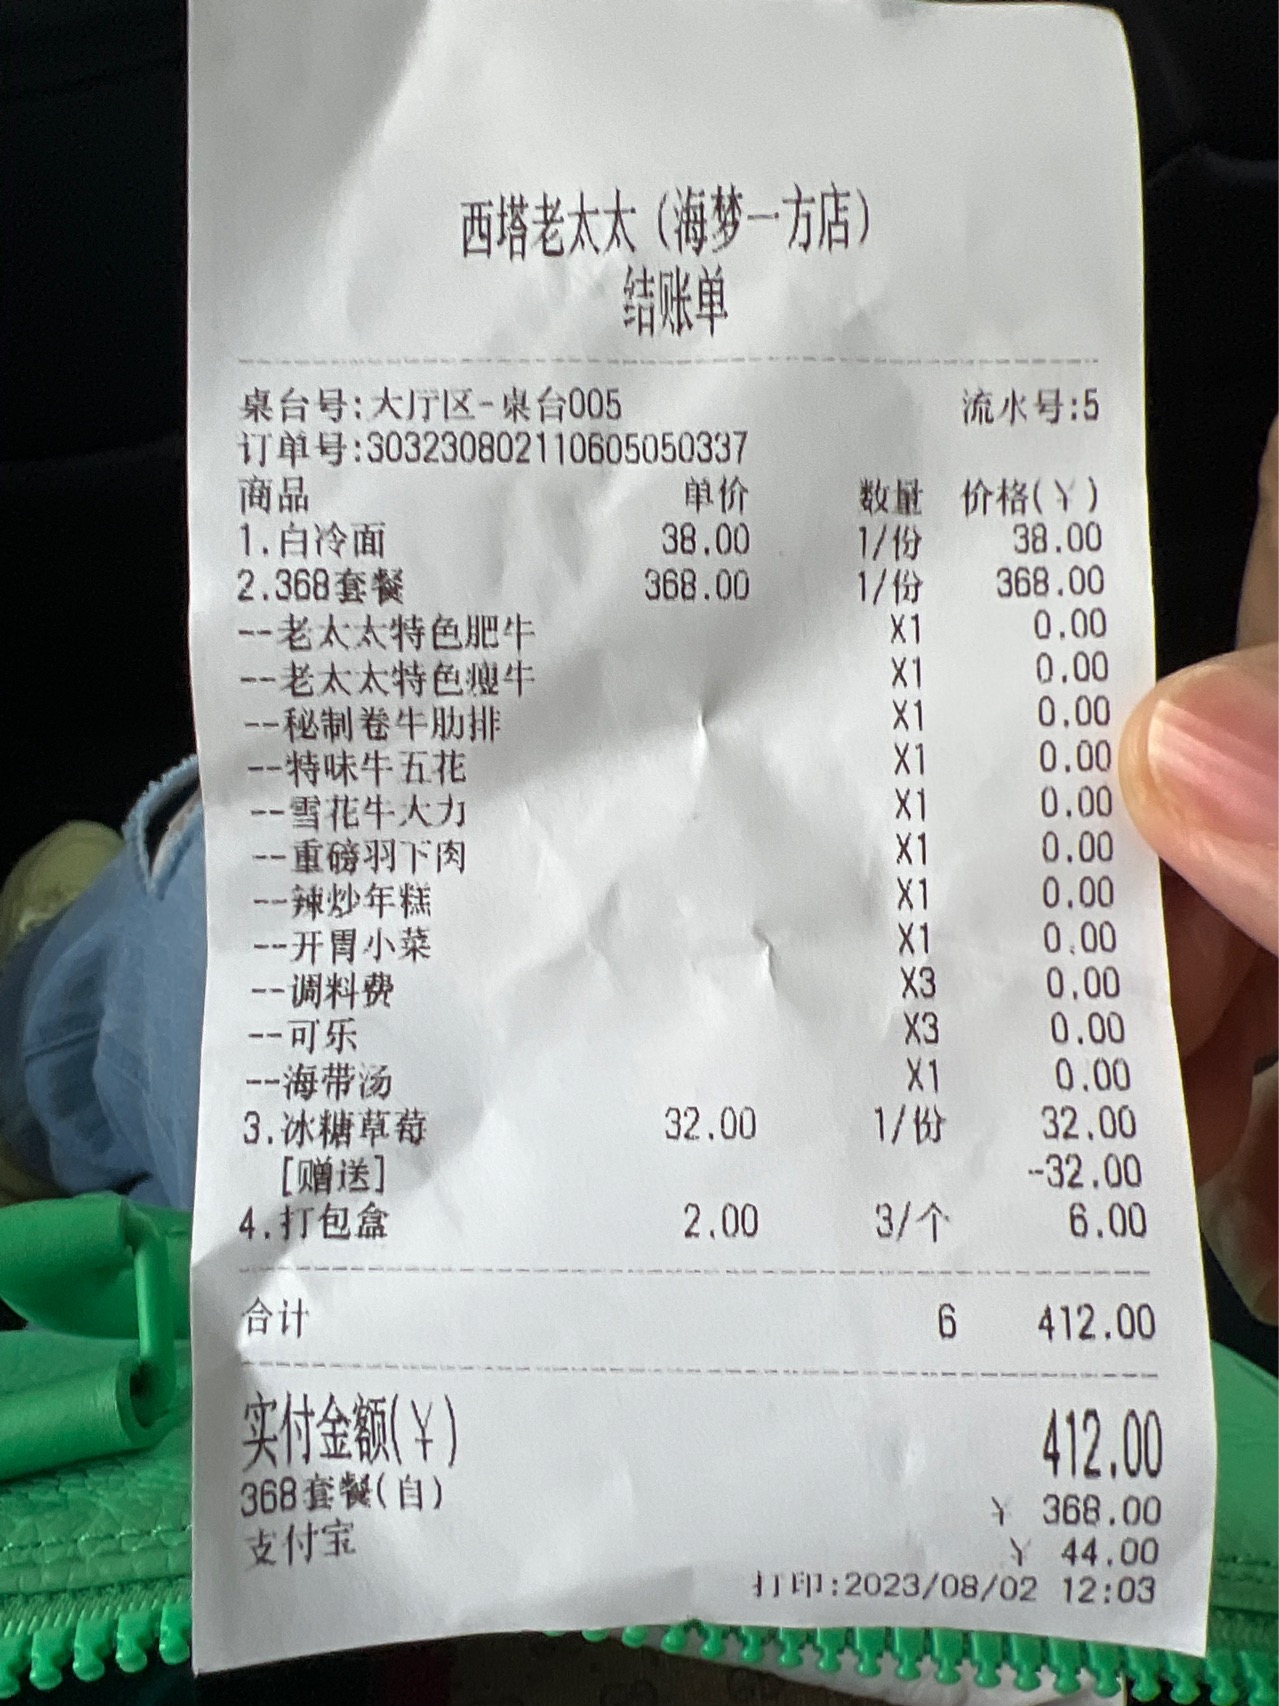 西塔老太太（海梦一方店）
结账单
桌台号:大厅区-桌台005 流水号:5
订单号:303230802110605050337
商品 单价 数量 价格(¥)
1.白冷面 38.00 1/份 38.00
2.368套餐 368.00 1/份 368.00
--老太太特色肥牛 X1 0.00
--老太太特色瘦牛 X1 0.00
--秘制卷牛肋排 X1 0.00
--特味牛五花 X1 0.00
--雪花牛大力 X1 0.00
--重磅羽下肉 X1 0.00
--辣炒年糕 X1 0.00
--开胃小菜 X1 0.00
--调料费 X3 0.00
--可乐 X3 0.00
--海带汤 X1 0.00
3.冰糖草莓 32.00 1/份 32.00
[赠送] -32.00
4.打包盒 2.00 3/个 6.00
合计 6 412.00
实付金额(¥) 412.00
368套餐(自) ¥ 368.00
支付宝 ¥ 44.00
打印:2023/08/02 12:03